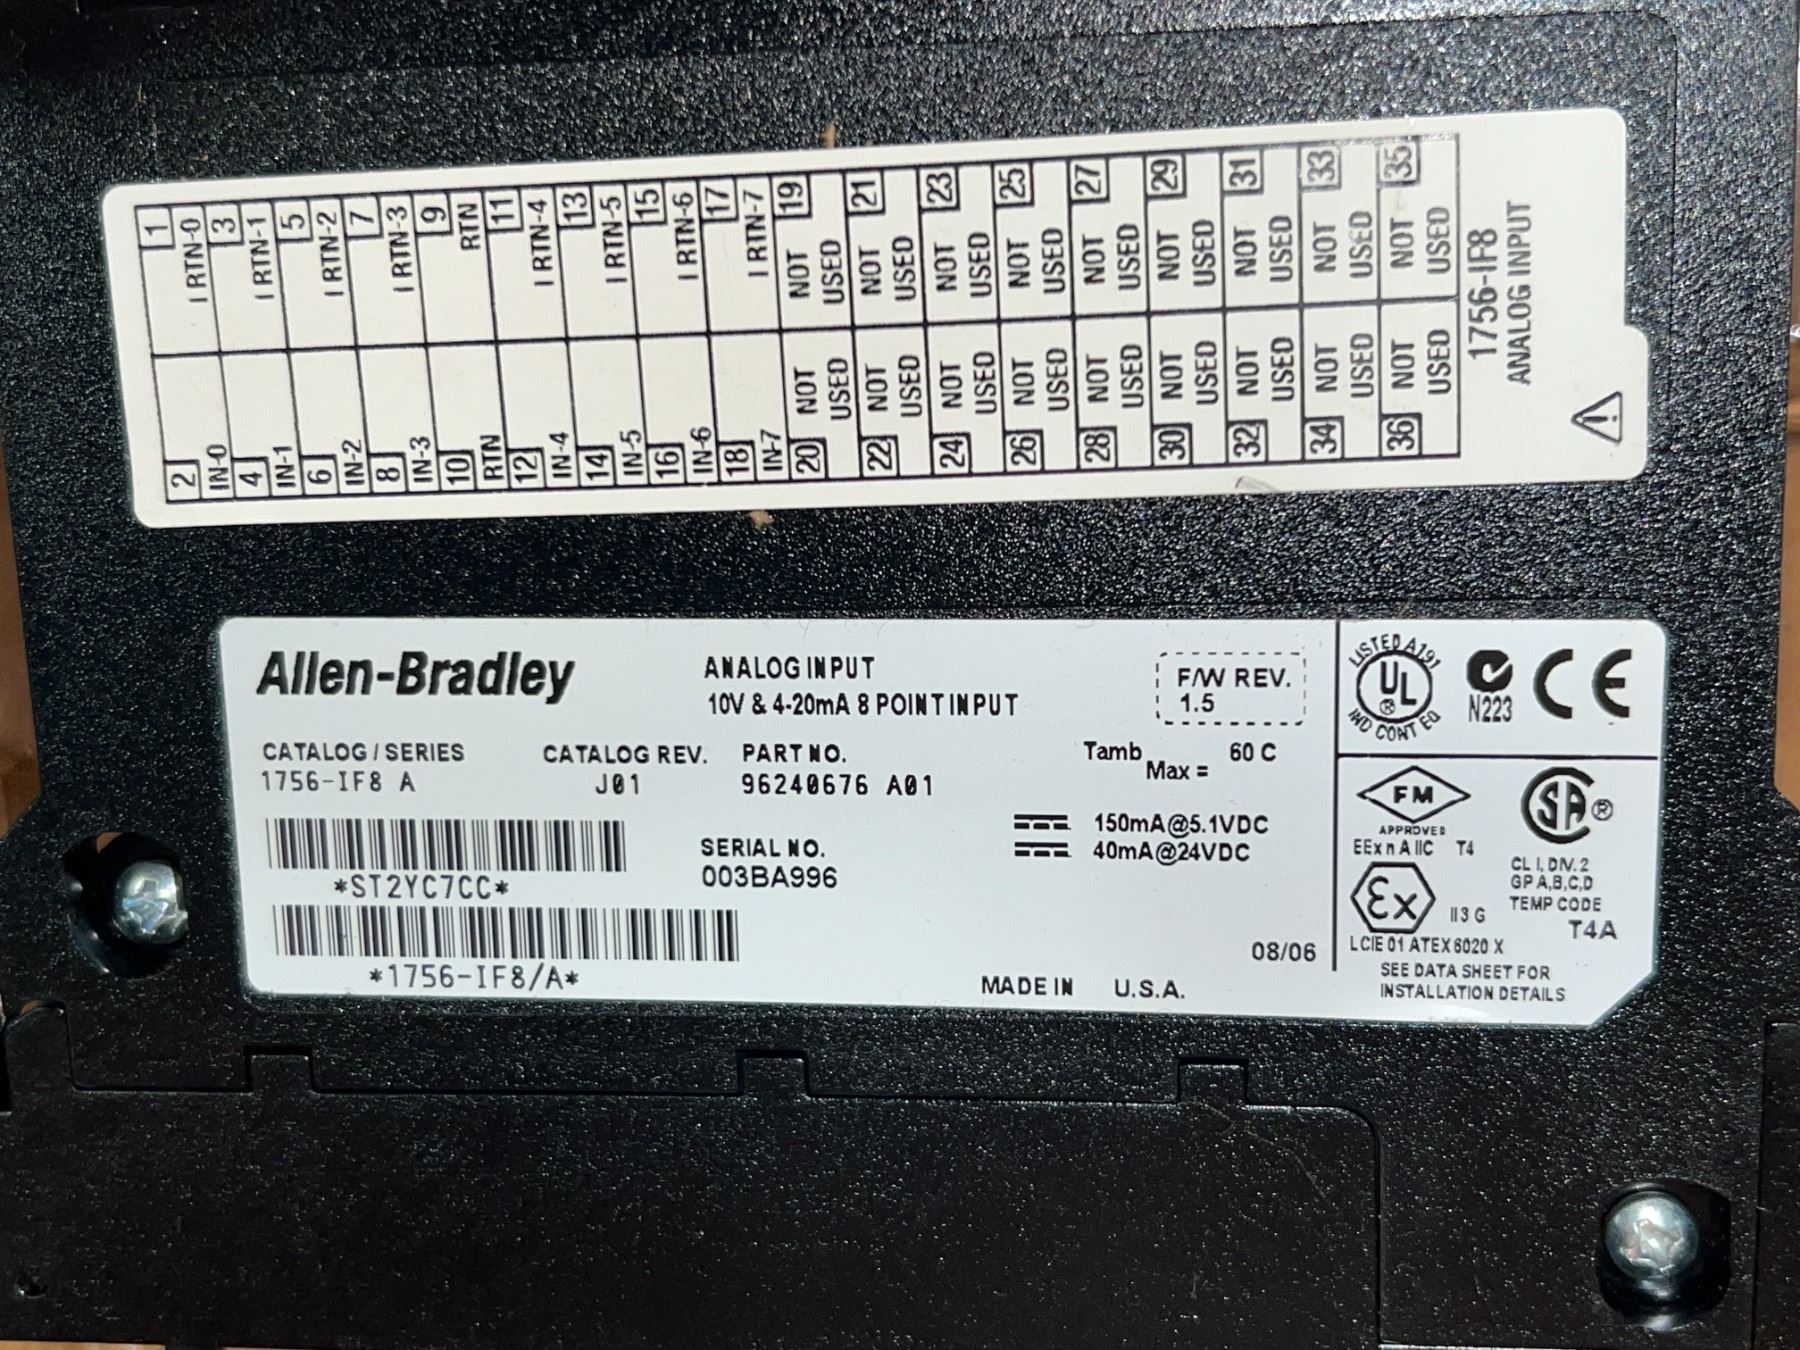 1 I RTN-0
3 I RTN-1
5 I RTN-2
7 I RTN-3
9 RTN
11 I RTN-4
13 I RTN-5
15 I RTN-6
17 I RTN-7
19 NOT USED
21 NOT USED
23 NOT USED
25 NOT USED
27 NOT USED
29 NOT USED
31 NOT USED
33 NOT USED
35 NOT USED
2 IN-0
4 IN-1
6 IN-2
8 IN-3
10 RTN
12 IN-4
14 IN-5
16 IN-6
18 IN-7
20 NOT USED
22 NOT USED
24 NOT USED
26 NOT USED
28 NOT USED
30 NOT USED
32 NOT USED
34 NOT USED
36 NOT USED
1756-IF8
ANALOG INPUT
Allen-Bradley
ANALOG INPUT
10V & 4-20mA 8 POINT INPUT
F/W REV.
1.5
CATALOG / SERIES
1756-IF8 A
CATALOG REV.
J01
PART NO.
96240676 A01
Tamb Max = 60 C
150mA@5.1VDC
40mA@24VDC
*ST2YC7CC*
SERIAL NO.
003BA996
*1756-IF8/A*
08/06
MADE IN U.S.A.
LISTED A191
UL ®
IND CONT EQ
N223
CE
FM
APPROVED
EEx n A IIC T4
Ex II 3 G
LCIE 01 ATEX 6020 X
SA ®
CL I, DIV. 2
GP A,B,C,D
TEMP CODE
T4A
SEE DATA SHEET FOR
INSTALLATION DETAILS